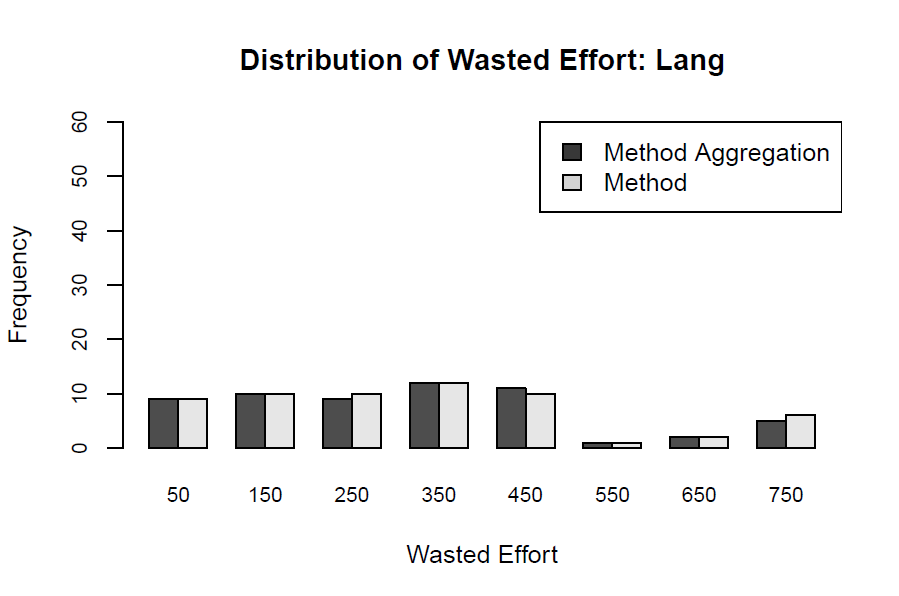 Distribution of Wasted Effort: Lang
Method Aggregation
Method
Frequency
60
50
40
30
20
10
0
50 150 250 350 450 550 650 750
Wasted Effort